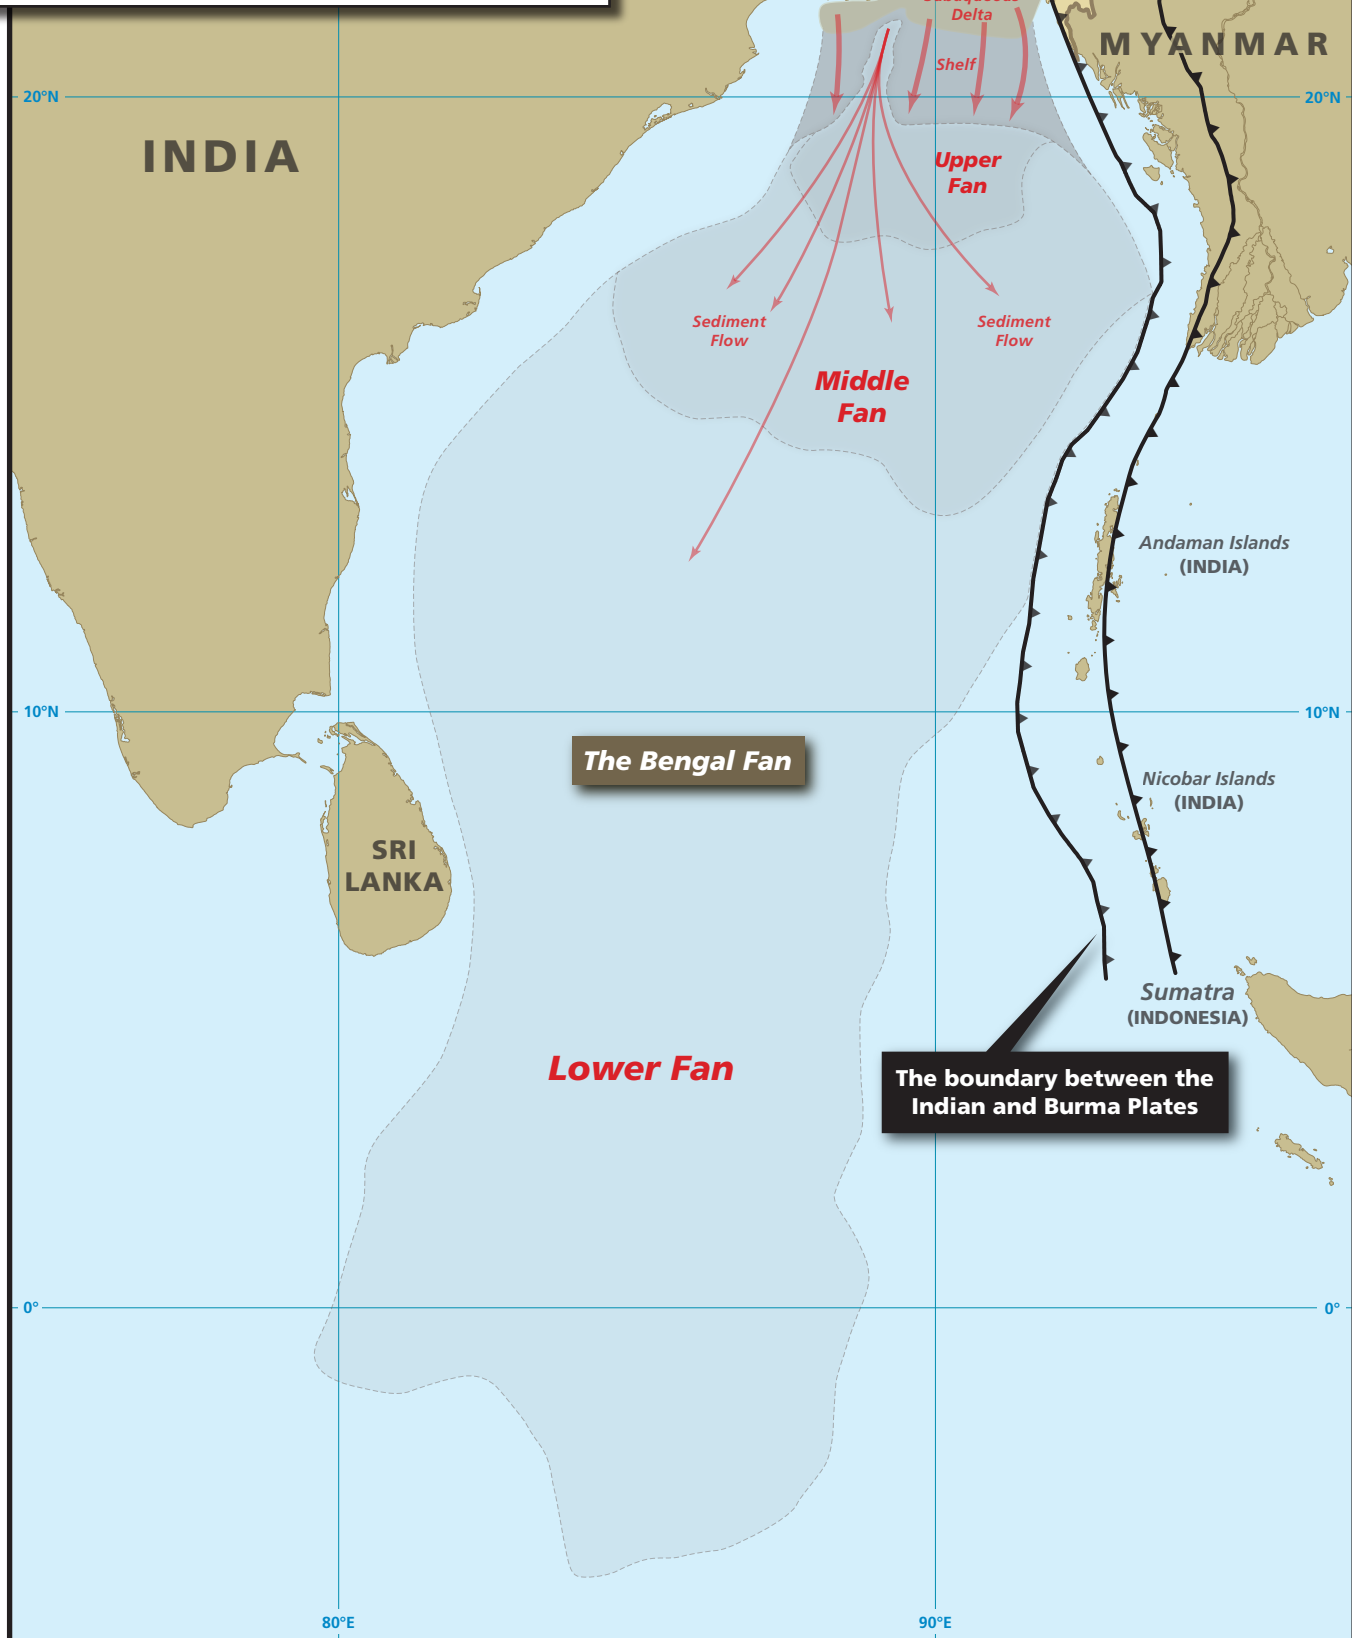 Delta
MYANMAR
Shelf
20°N
20°N
INDIA
Upper
Fan
Sediment
Flow
Sediment
Flow
Middle
Fan
Andaman Islands
(INDIA)
10°N
10°N
The Bengal Fan
Nicobar Islands
(INDIA)
SRI
LANKA
Sumatra
(INDONESIA)
Lower Fan
The boundary between the
Indian and Burma Plates
0°
0°
80°E
90°E